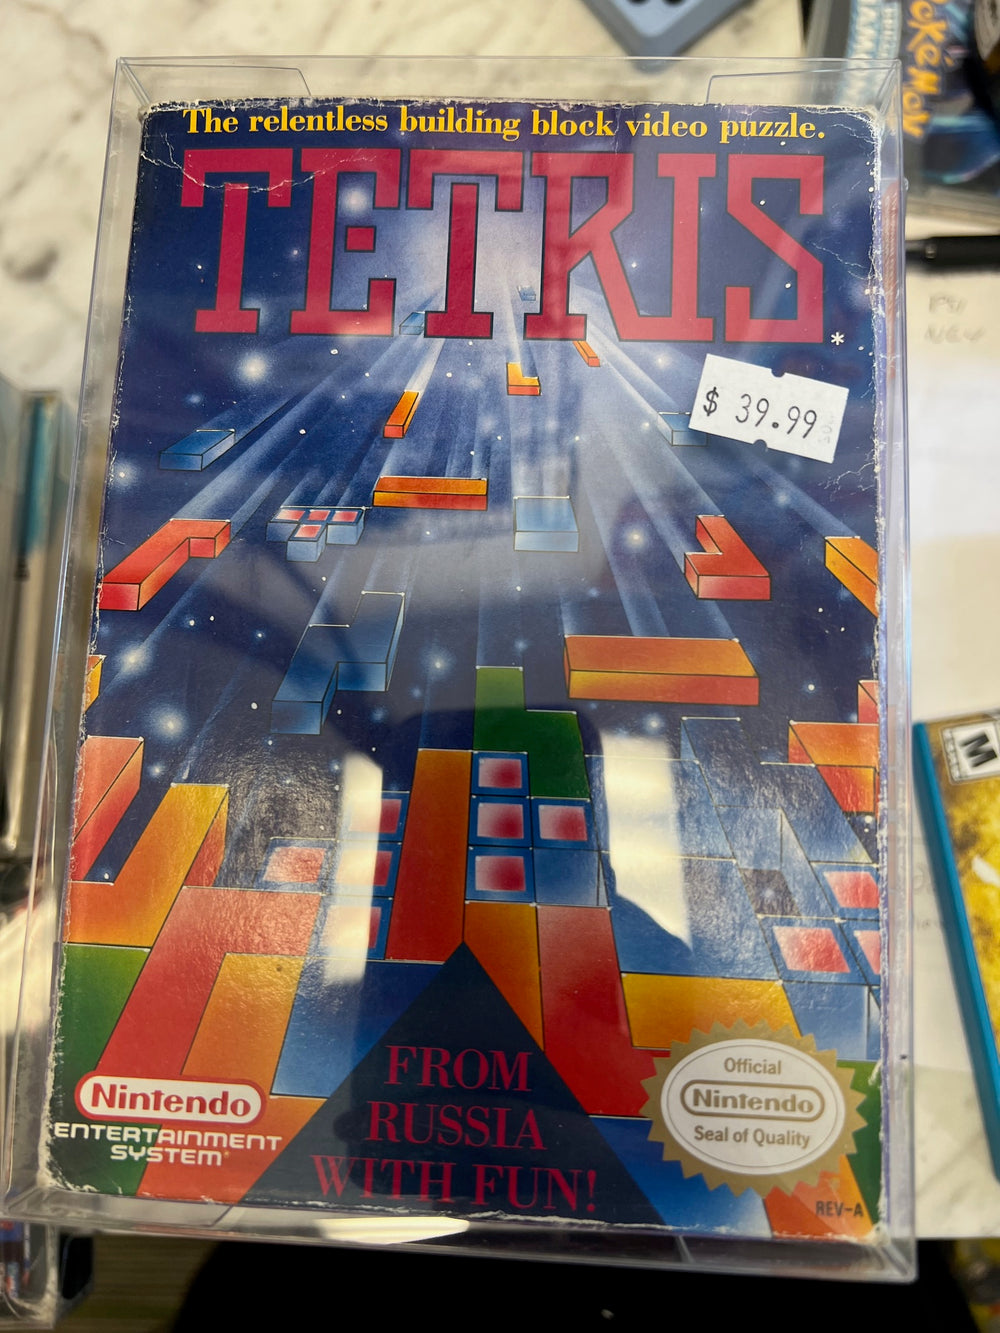 The relentless building block video puzzle.
TETRIS
*
$ 39.99
FROM
RUSSIA
WITH FUN!
Nintendo
ENTERTAINMENT
SYSTEM
Official
Nintendo
Seal of Quality
REV-A
M